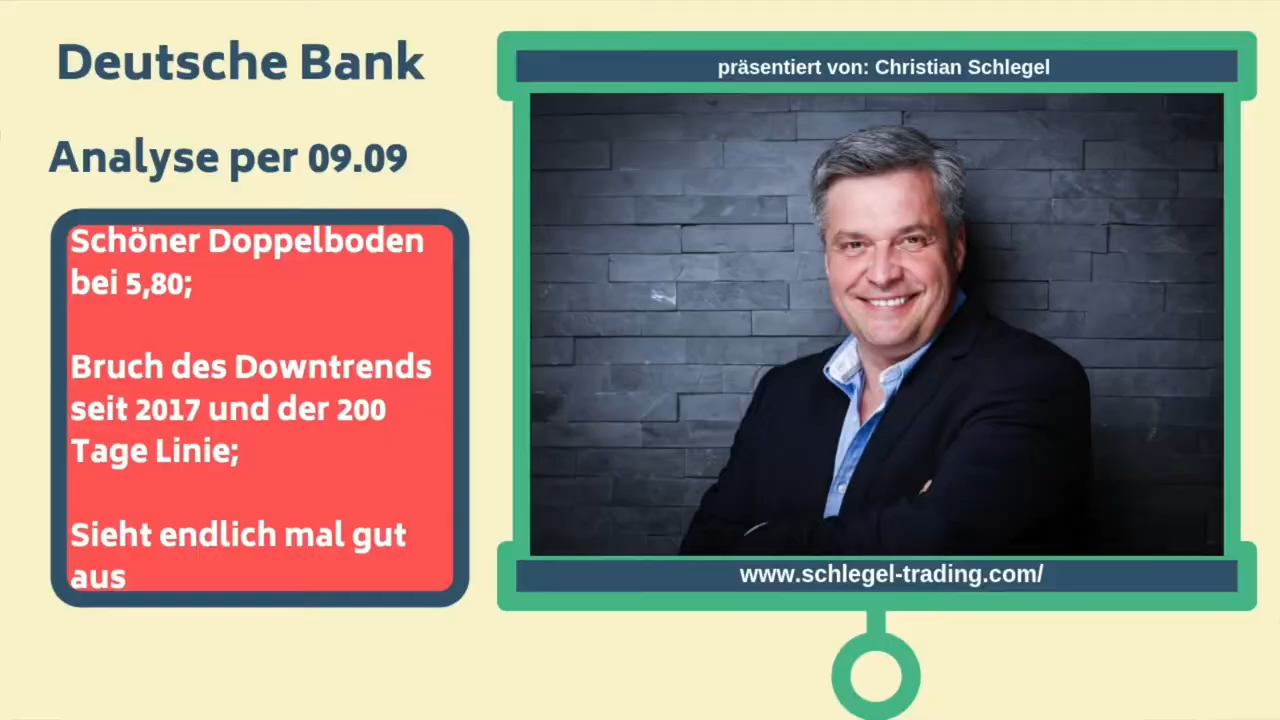 Deutsche Bank
Analyse per 09.09
Schöner Doppelboden
bei 5,80;
Bruch des Downtrends
seit 2017 und der 200
Tage Linie;
Sieht endlich mal gut
aus
präsentiert von: Christian Schlegel
www.schlegel-trading.com/